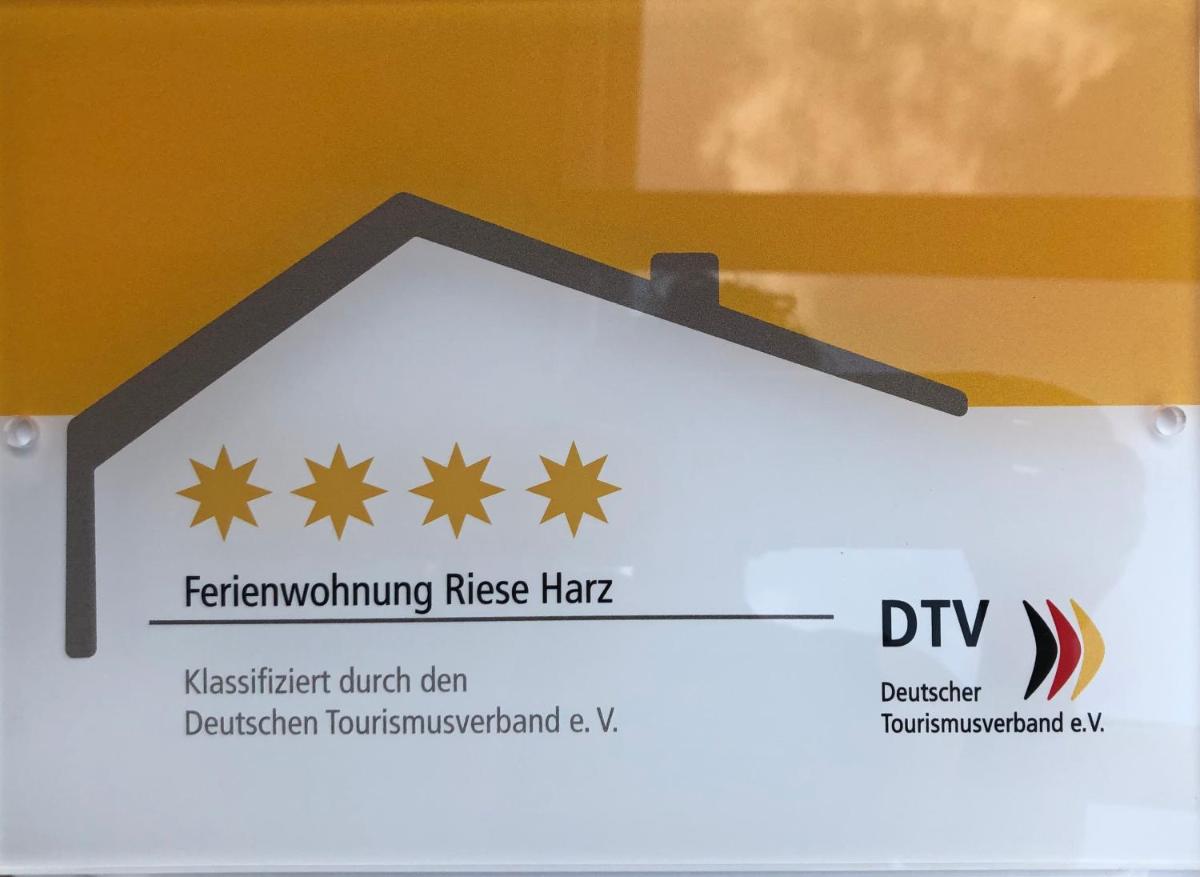 Ferienwohnung Riese Harz
Klassifiziert durch den
Deutschen Tourismusverband e. V.
DTV
Deutscher
Tourismusverband e.V.